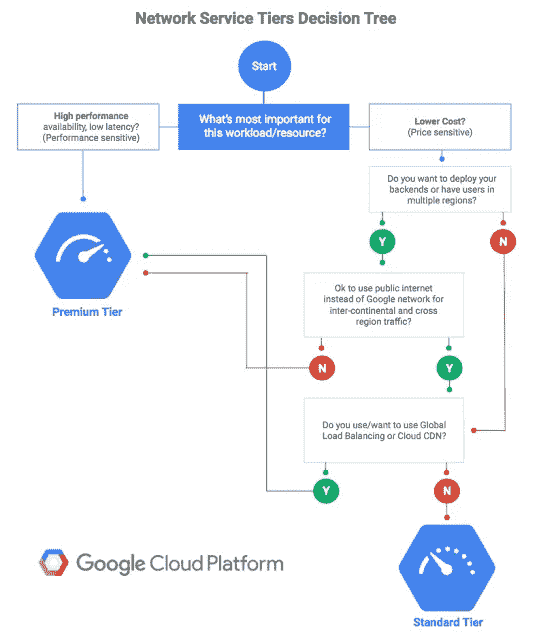 Network Service Tiers Decision Tree
Start
High performance
availability, low latency?
(Performance sensitive)
What's most important for
this workload/resource?
Lower Cost?
(Price sensitive)
Do you want to deploy your
backends or have users in
multiple regions?
Y
N
Premium Tier
Ok to use public internet
instead of Google network for
inter-continental and cross
region traffic?
N
Y
Do you use/want to use Global
Load Balancing or Cloud CDN?
Y
N
Google Cloud Platform
Standard Tier